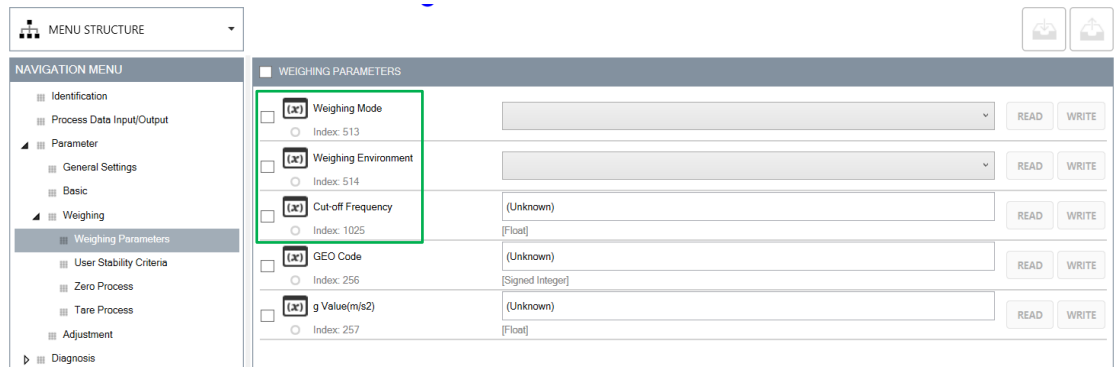 MENU STRUCTURE
NAVIGATION MENU
Identification
Process Data Input/Output
Parameter
General Settings
Basic
Weighing
Weighing Parameters
User Stability Criteria
Zero Process
Tare Process
Adjustment
Diagnosis
WEIGHING PARAMETERS
(x) Weighing Mode READ WRITE
Index: 513
(x) Weighing Environment READ WRITE
Index: 514
(x) Cut-off Frequency (Unknown) READ WRITE
Index: 1025 [Float]
(x) GEO Code (Unknown) READ WRITE
Index: 256 [Signed Integer]
(x) g Value(m/s2) (Unknown) READ WRITE
Index: 257 [Float]